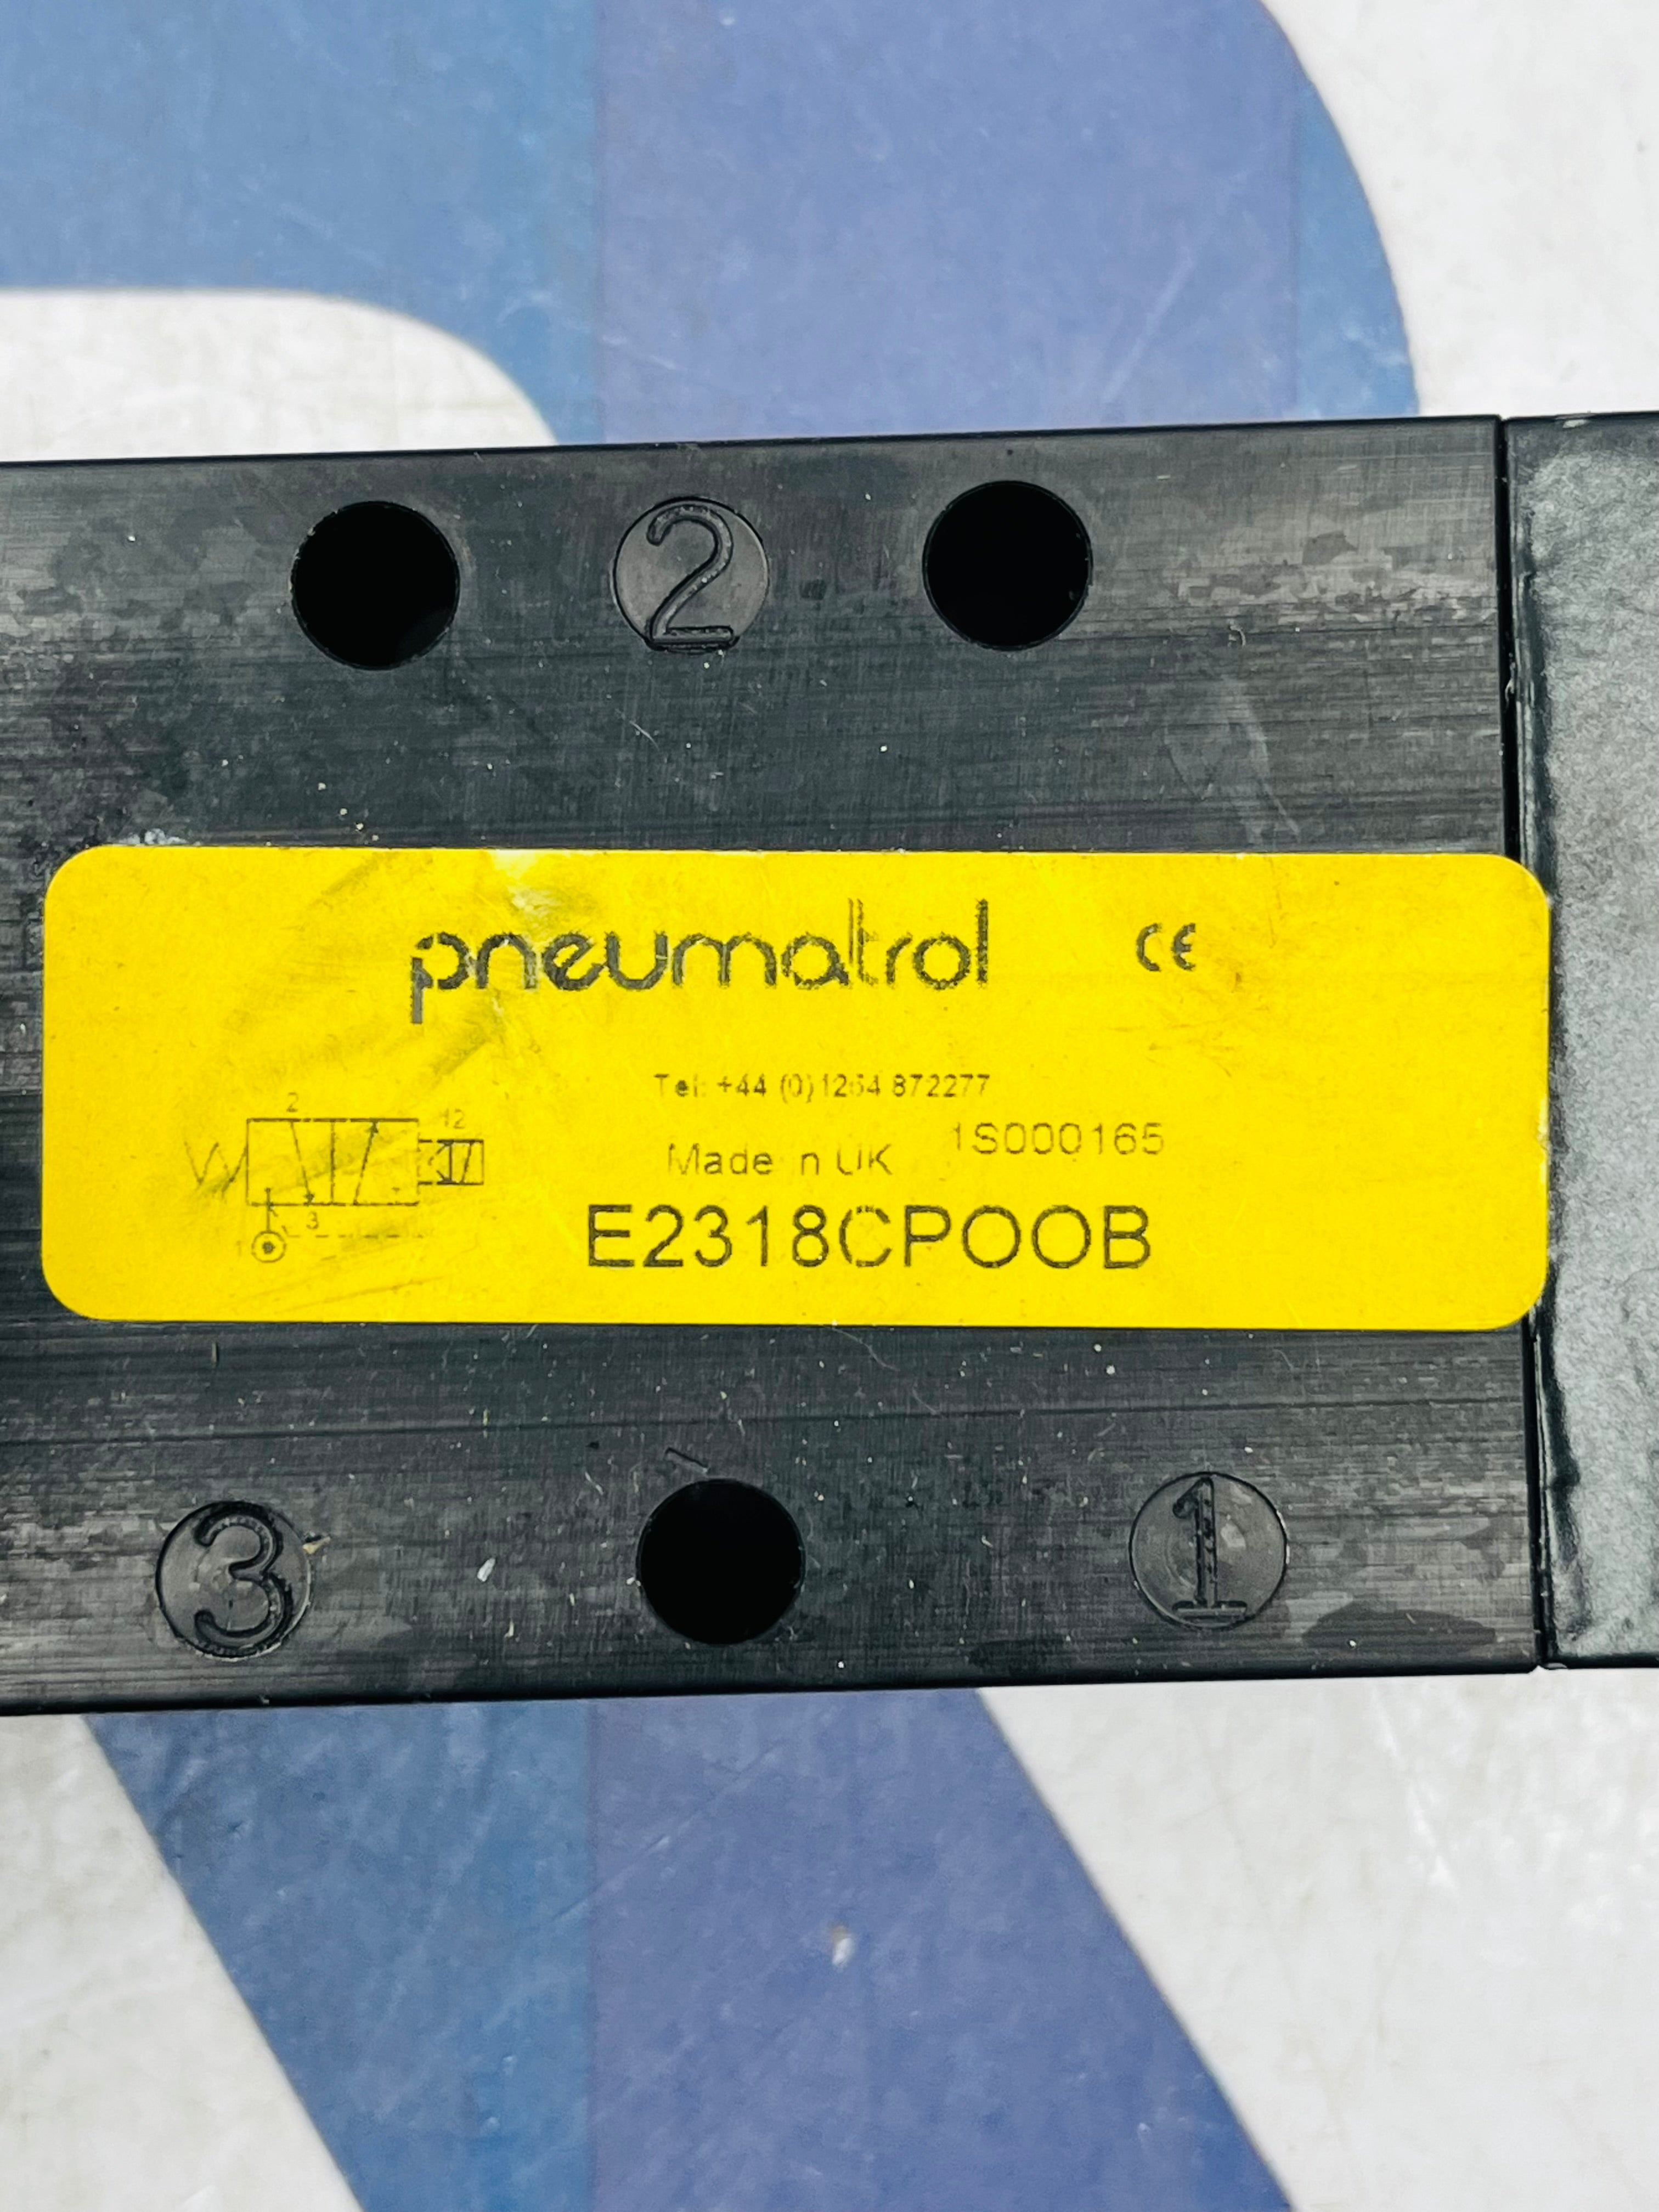 2
pneumatrol CE
Tel: +44 (0)1264 872277
2 12
1S000165
Made in UK
3
1
E2318CPOOB
3 1